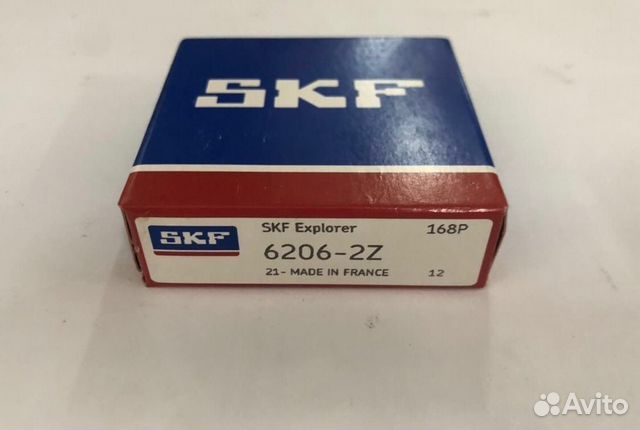 SKF
SKF
SKF Explorer 168P
6206-2Z
21- MADE IN FRANCE 12
Avito